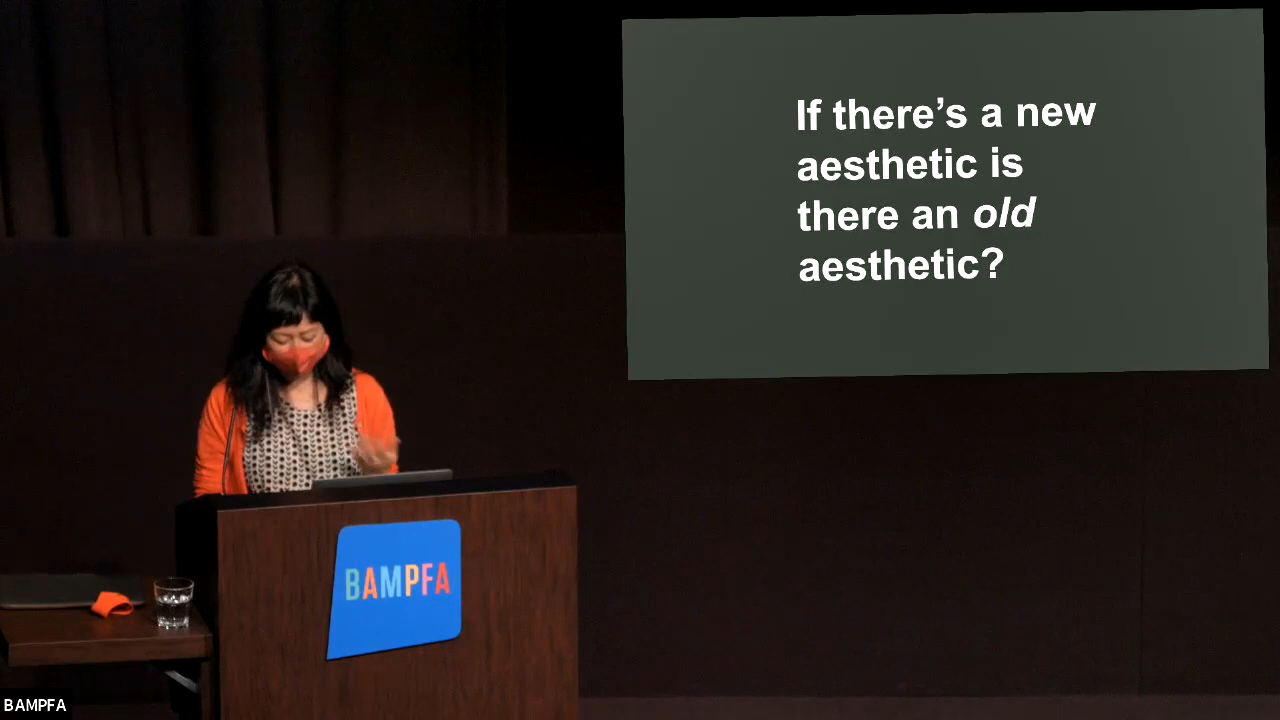 If there’s a new
aesthetic is
there an old
aesthetic?
BAMPFA
BAMPFA